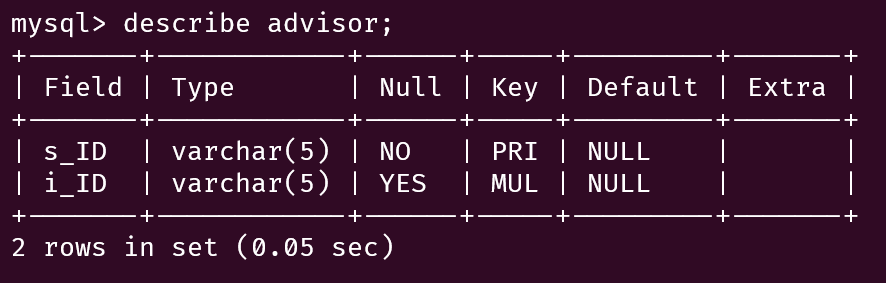 mysql> describe advisor;
+-------+------------+------+-----+---------+-------+
| Field | Type       | Null | Key | Default | Extra |
+-------+------------+------+-----+---------+-------+
| s_ID  | varchar(5) | NO   | PRI | NULL    |       |
| i_ID  | varchar(5) | YES  | MUL | NULL    |       |
+-------+------------+------+-----+---------+-------+
2 rows in set (0.05 sec)